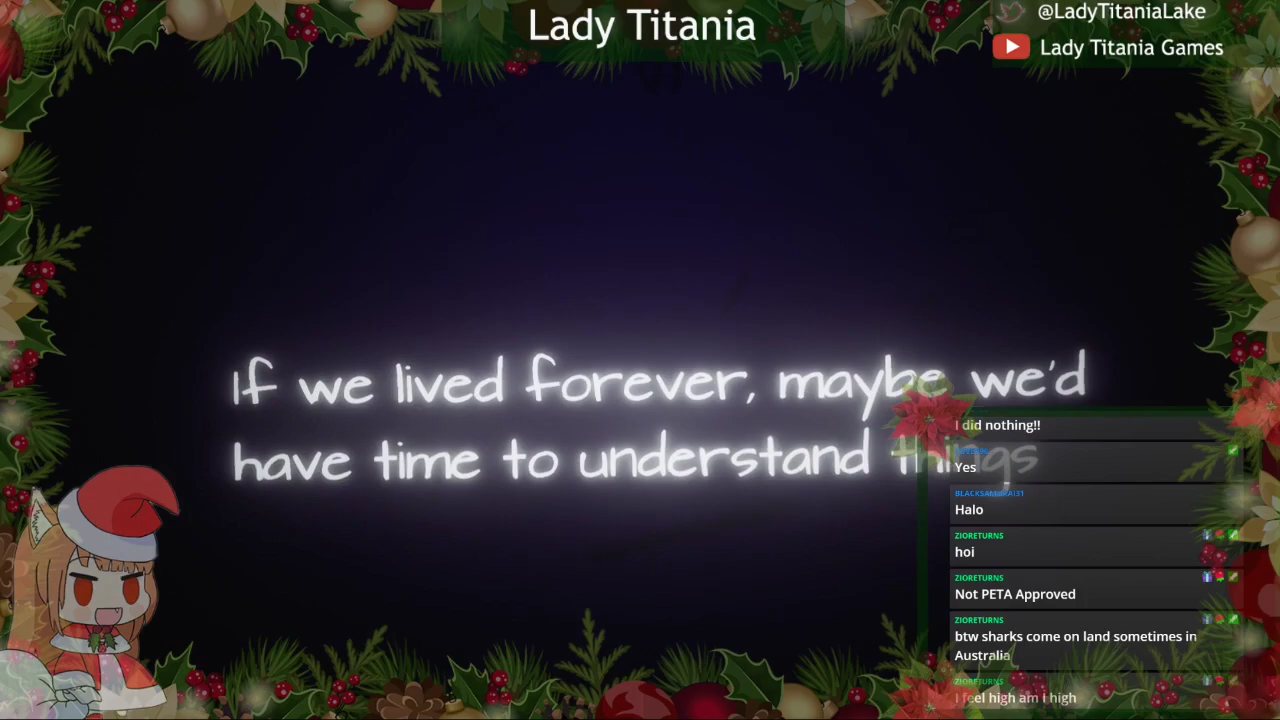 Lady Titania
@LadyTitaniaLake
Lady Titania Games
If we lived forever, maybe we'd
have time to understand things
I did nothing!!
Yes
BLACKSAMURAI31
Halo
ZIORETURNS
hoi
ZIORETURNS
Not PETA Approved
ZIORETURNS
btw sharks come on land sometimes in
Australia
ZIORETURNS
I feel high am i high